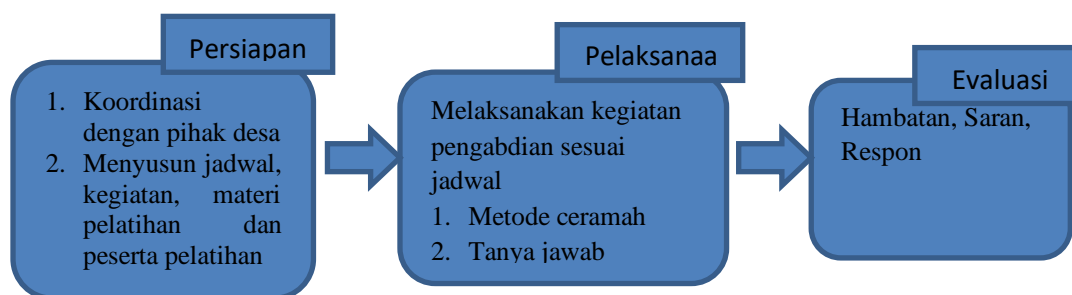 Persiapan
1. Koordinasi
dengan pihak desa
2. Menyusun jadwal,
kegiatan, materi
pelatihan dan
peserta pelatihan
Pelaksanaa
Melaksanakan kegiatan
pengabdian sesuai
jadwal
1. Metode ceramah
2. Tanya jawab
Evaluasi
Hambatan, Saran,
Respon